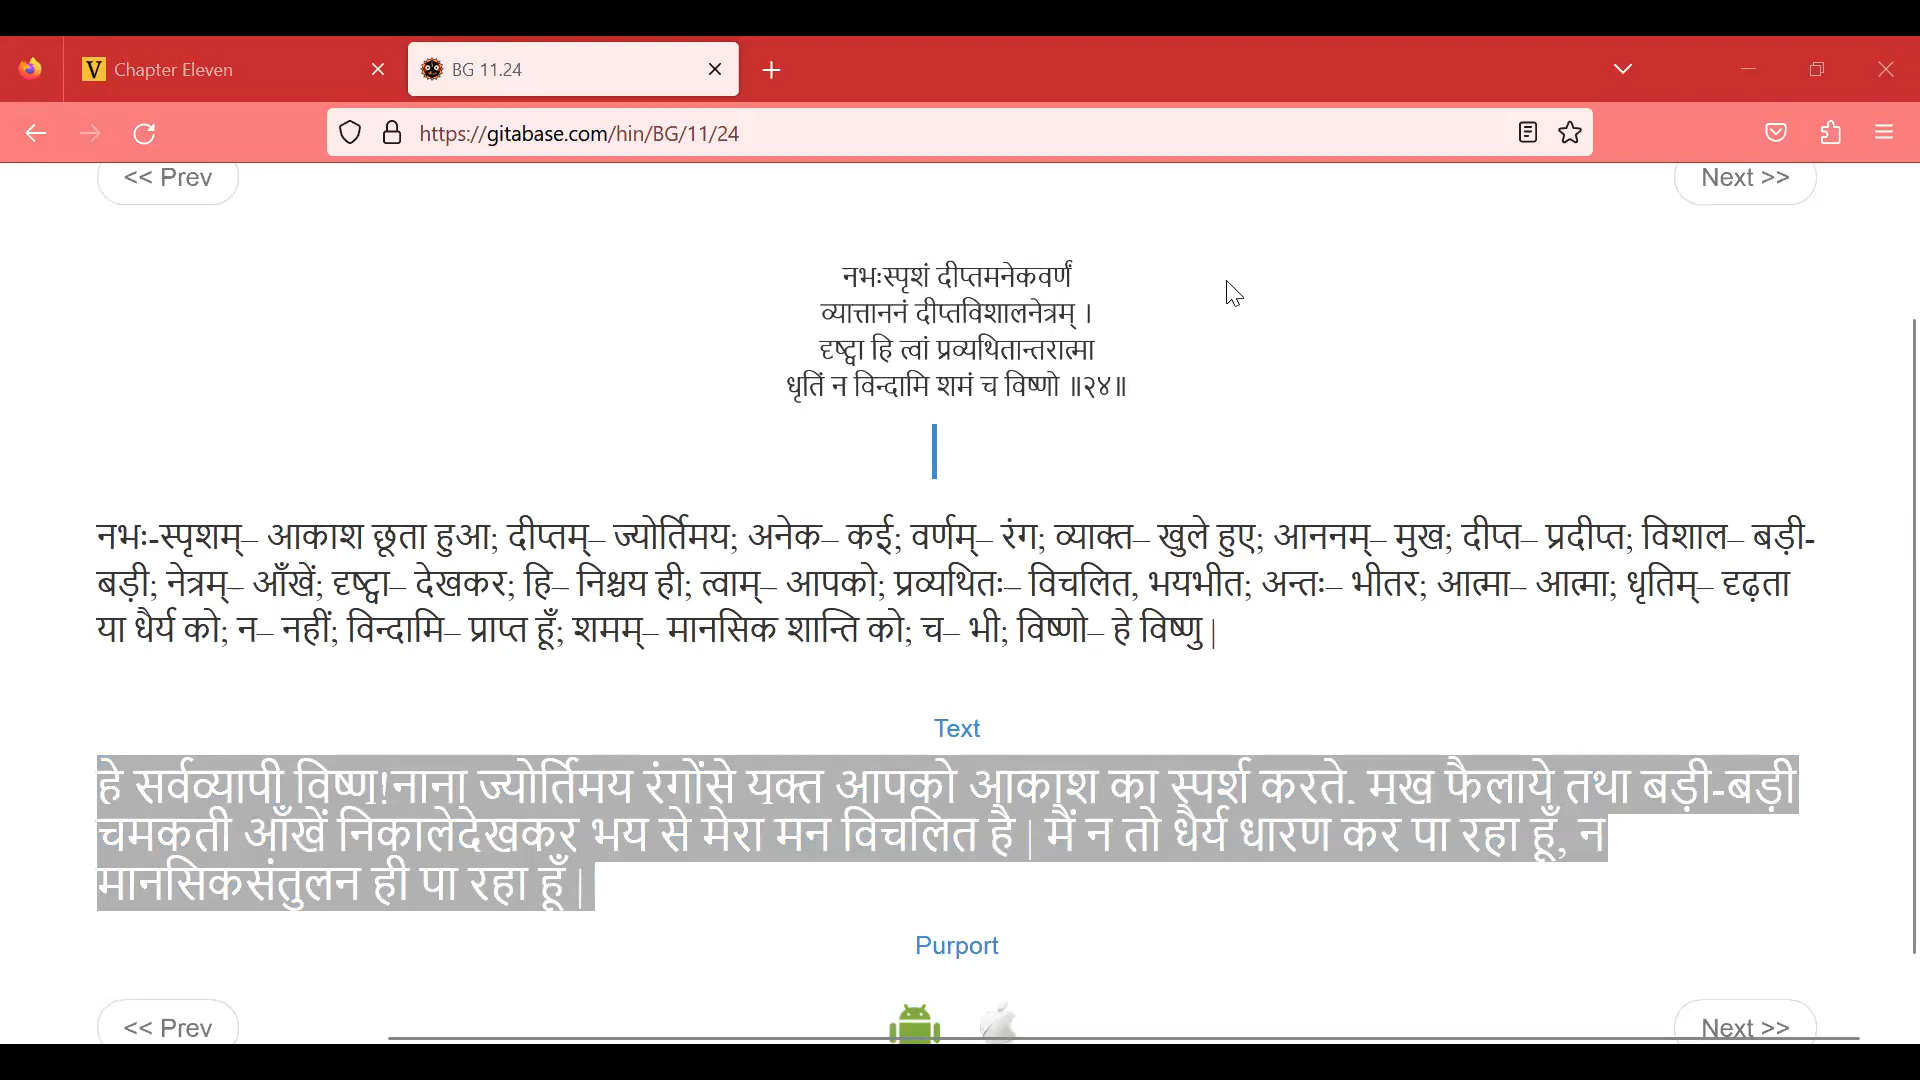 Chapter Eleven
BG 11.24
https://gitabase.com/hin/BG/11/24
<< Prev
Next >>
नभःस्पृशं दीप्तमनेकवर्णं
व्यात्ताननं दीप्तविशालनेत्रम् ।
दृष्ट्वा हि त्वां प्रव्यथितान्तरात्मा
धृतिं न विन्दामि शमं च विष्णो ॥२४॥
नभः-स्पृशम्– आकाश छूता हुआ; दीप्तम्– ज्योर्तिमय; अनेक– कई; वर्णम्– रंग; व्याक्त– खुले हुए; आननम्– मुख; दीप्त– प्रदीप्त; विशाल– बड़ी-
बड़ी; नेत्रम्– आँखें; दृष्ट्वा– देखकर; हि– निश्चय ही; त्वाम्– आपको; प्रव्यथितः– विचलित, भयभीत; अन्तः– भीतर; आत्मा– आत्मा; धृतिम्– दृढ़ता
या धैर्य को; न– नहीं; विन्दामि– प्राप्त हूँ; शमम्– मानसिक शान्ति को; च– भी; विष्णो– हे विष्णु |
Text
हे सर्वव्यापी विष्णु!नाना ज्योर्तिमय रंगोंसे युक्त आपको आकाश का स्पर्श करते, मुख फैलाये तथा बड़ी-बड़ी
चमकती आँखें निकालेदेखकर भय से मेरा मन विचलित है | मैं न तो धैर्य धारण कर पा रहा हूँ, न
मानसिकसंतुलन ही पा रहा हूँ |
Purport
<< Prev
Next >>